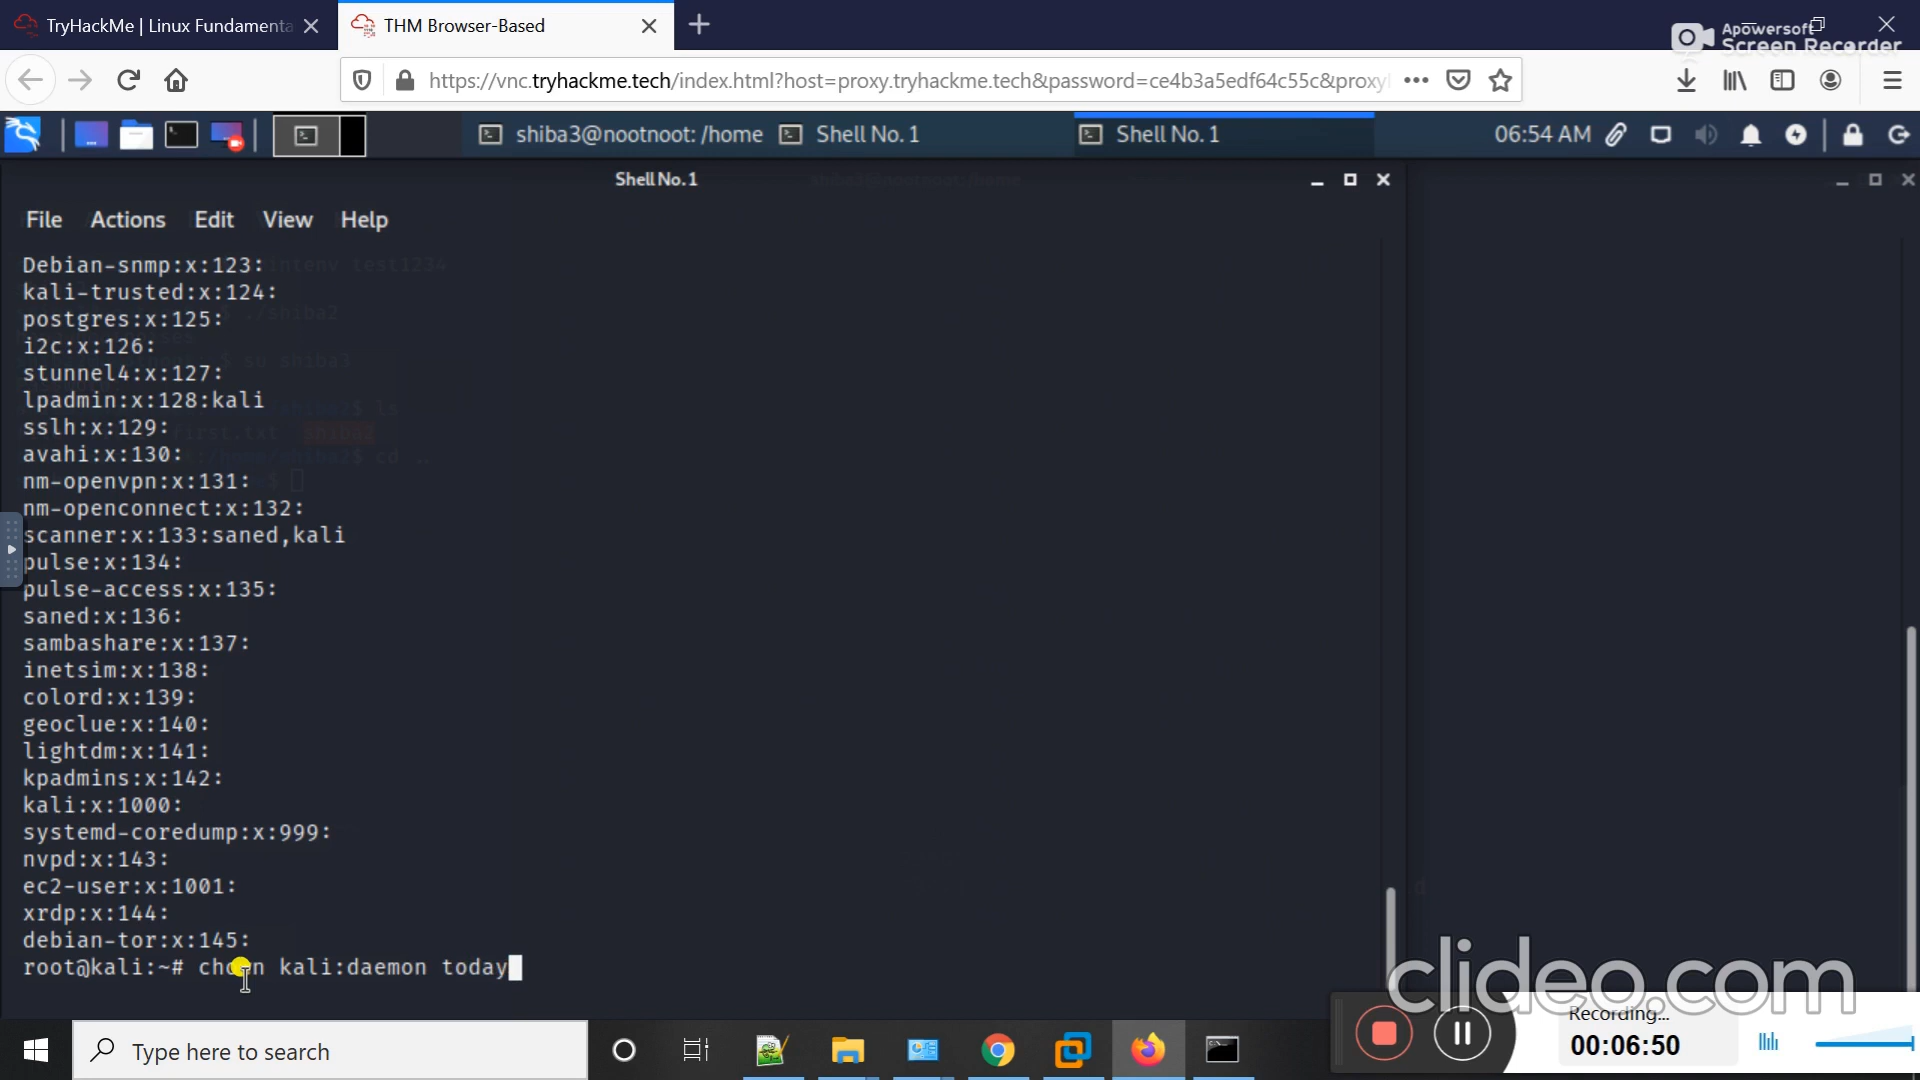 TryHackMe | Linux Fundamenta
THM Browser-Based
Apowersoft
Screen Recorder
https://vnc.tryhackme.tech/index.html?host=proxy.tryhackme.tech&password=ce4b3a5edf64c55c&proxyI
shiba3@nootnoot: /home
Shell No. 1
Shell No. 1
06:54 AM
Shell No. 1
File Actions Edit View Help
Debian-snmp:x:123:
kali-trusted:x:124:
postgres:x:125:
i2c:x:126:
stunnel4:x:127:
lpadmin:x:128:kali
sslh:x:129:
avahi:x:130:
nm-openvpn:x:131:
nm-openconnect:x:132:
scanner:x:133:saned,kali
pulse:x:134:
pulse-access:x:135:
saned:x:136:
sambashare:x:137:
inetsim:x:138:
colord:x:139:
geoclue:x:140:
lightdm:x:141:
kpadmins:x:142:
kali:x:1000:
systemd-coredump:x:999:
nvpd:x:143:
ec2-user:x:1001:
xrdp:x:144:
debian-tor:x:145:
root@kali:~# chown kali:daemon today
clideo.com
Recording...
00:06:50
Type here to search